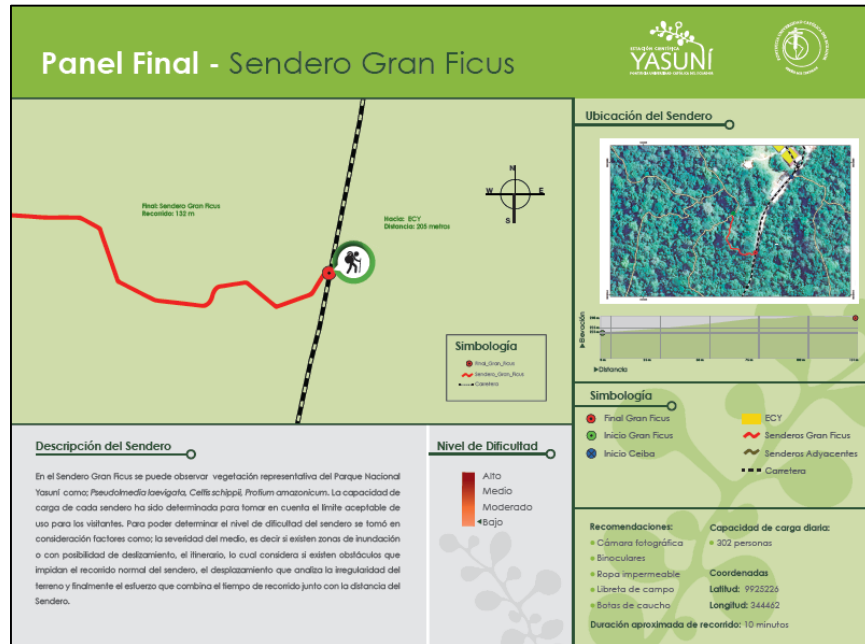 Panel Final - Sendero Gran Ficus
ESTACIÓN CIENTÍFICA
YASUNÍ
PONTIFICIA UNIVERSIDAD CATÓLICA DEL ECUADOR
Final: Sendero Gran Ficus
Recorrido: 132 m
N
W E
S
Hacia: ECY
Distancia: 205 metros
Simbología
Final_Gran_Ficus
Sendero_Gran_Ficus
Carretera
Ubicación del Sendero
Elevación
Distancia
Simbología
Final Gran Ficus
Inicio Gran Ficus
Inicio Ceiba
ECY
Senderos Gran Ficus
Senderos Adyacentes
Carretera
Descripción del Sendero
En el Sendero Gran Ficus se puede observar vegetación representativa del Parque Nacional
Yasuní como; Pseudolmedia laevigata, Celtis schippii, Protium amazonicum. La capacidad de
carga de cada sendero ha sido determinada para tomar en cuenta el límite aceptable de
uso para los visitantes. Para poder determinar el nivel de dificultad del sendero se tomó en
consideración factores como; la severidad del medio, es decir si existen zonas de inundación
o con posibilidad de deslizamiento, el itinerario, lo cual considera si existen obstáculos que
impidan el recorrido normal del sendero, el desplazamiento que analiza la irregularidad del
terreno y finalmente el esfuerzo que combina el tiempo de recorrido junto con la distancia del
Sendero.
Nivel de Dificultad
Alto
Medio
Moderado
Bajo
Recomendaciones:
Cámara fotográfica
Binoculares
Ropa impermeable
Libreta de campo
Botas de caucho
Capacidad de carga diaria:
302 personas
Coordenadas
Latitud: 9925226
Longitud: 344462
Duración aproximada de recorrido: 10 minutos